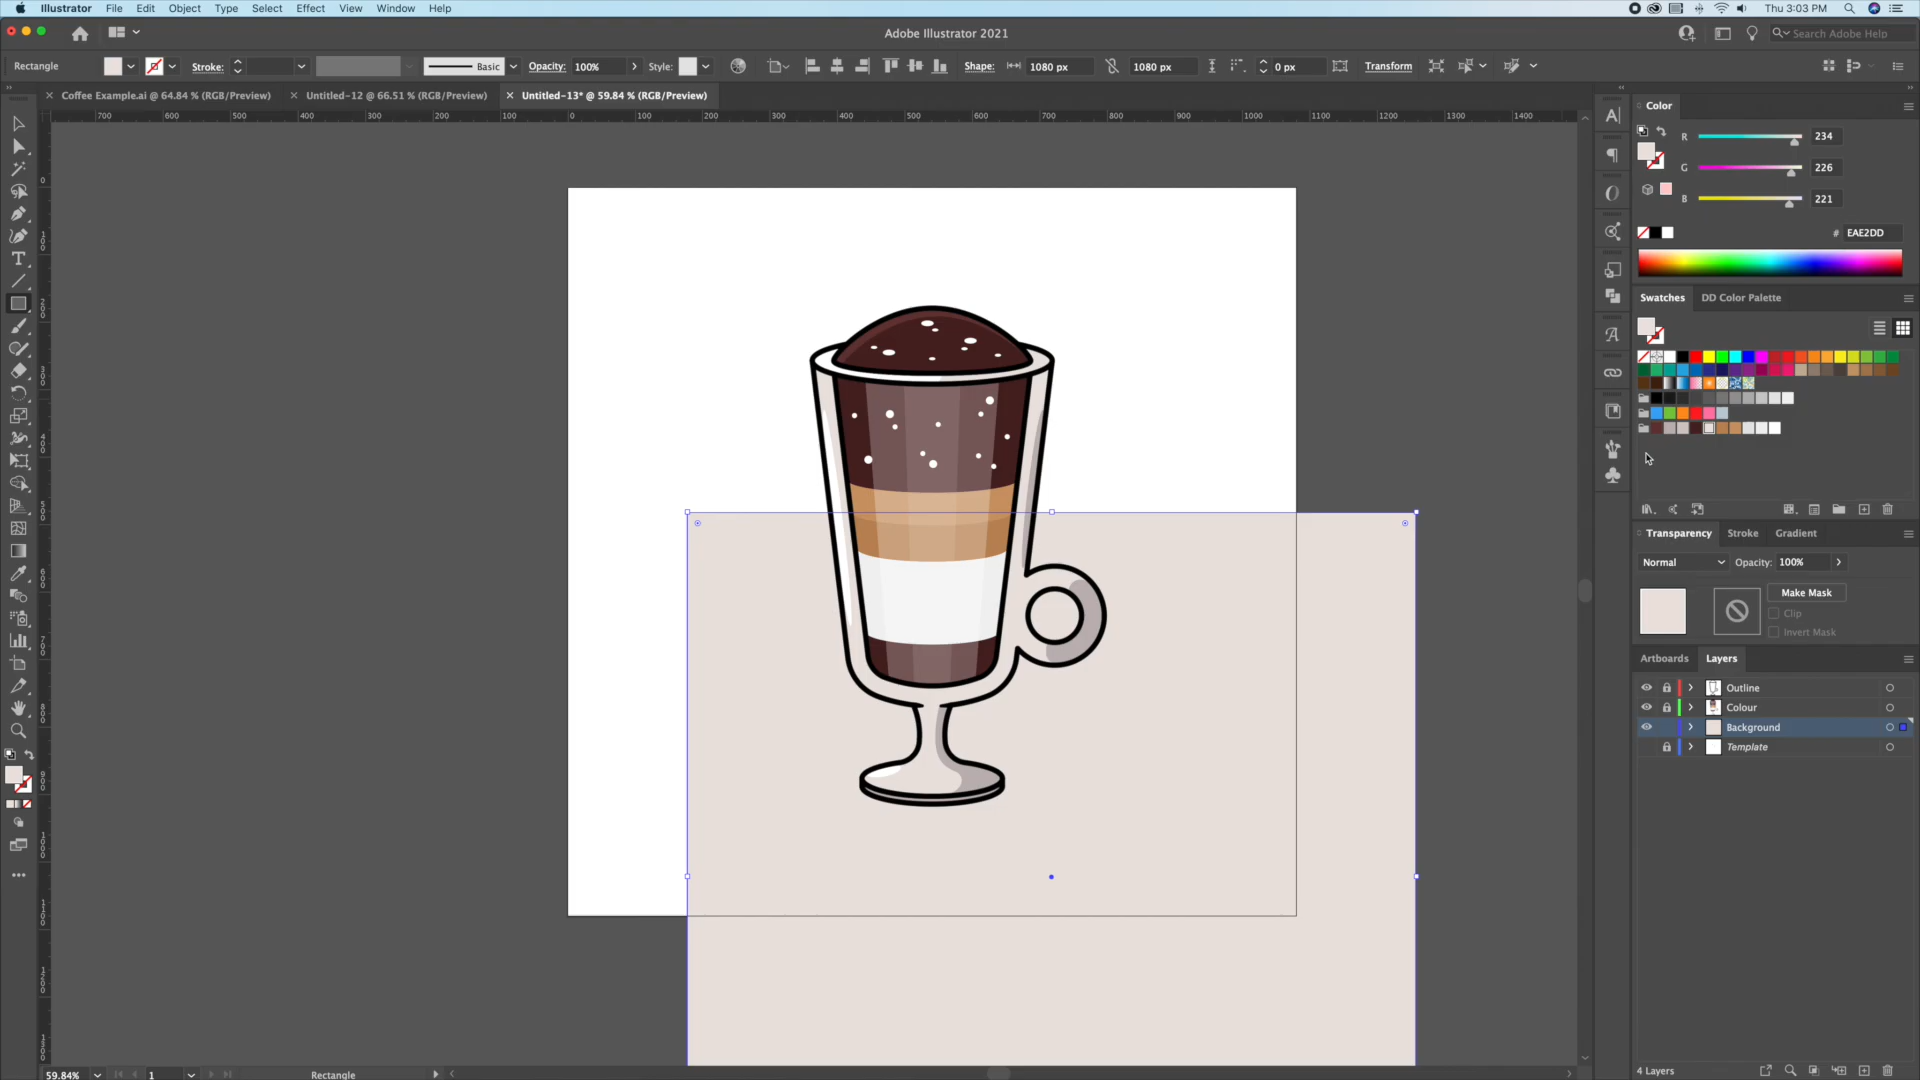 Illustrator File Edit Object Type Select Effect View Window Help
Thu 3:03 PM
Adobe Illustrator 2021
Search Adobe Help
Rectangle
Stroke:
Basic
Opacity: 100%
Style:
Shape: 1080 px 1080 px 0 px
Transform
Coffee Example.ai @ 64.84 % (RGB/Preview)
Untitled-12 @ 66.51 % (RGB/Preview)
Untitled-13* @ 59.84 % (RGB/Preview)
700 600 500 400 300 200 100 0 100 200 300 400 500 600 700 800 900 1000 1100 1200 1300 1400
Color
R 234
G 226
B 221
# EAE2DD
Swatches DD Color Palette
Transparency Stroke Gradient
Normal Opacity: 100%
Make Mask
Clip
Invert Mask
Artboards Layers
Outline
Colour
Background
Template
4 Layers
59.84% 1 Rectangle